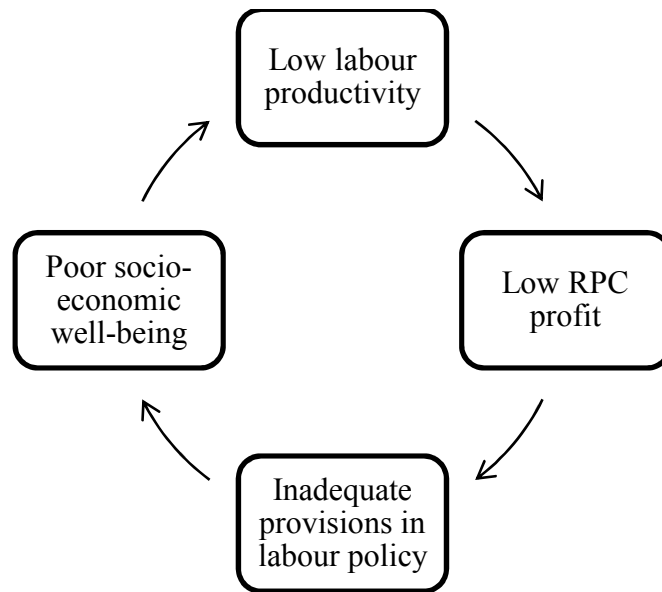 Low labour
productivity
Low RPC
profit
Inadequate
provisions in
labour policy
Poor socio-
economic
well-being